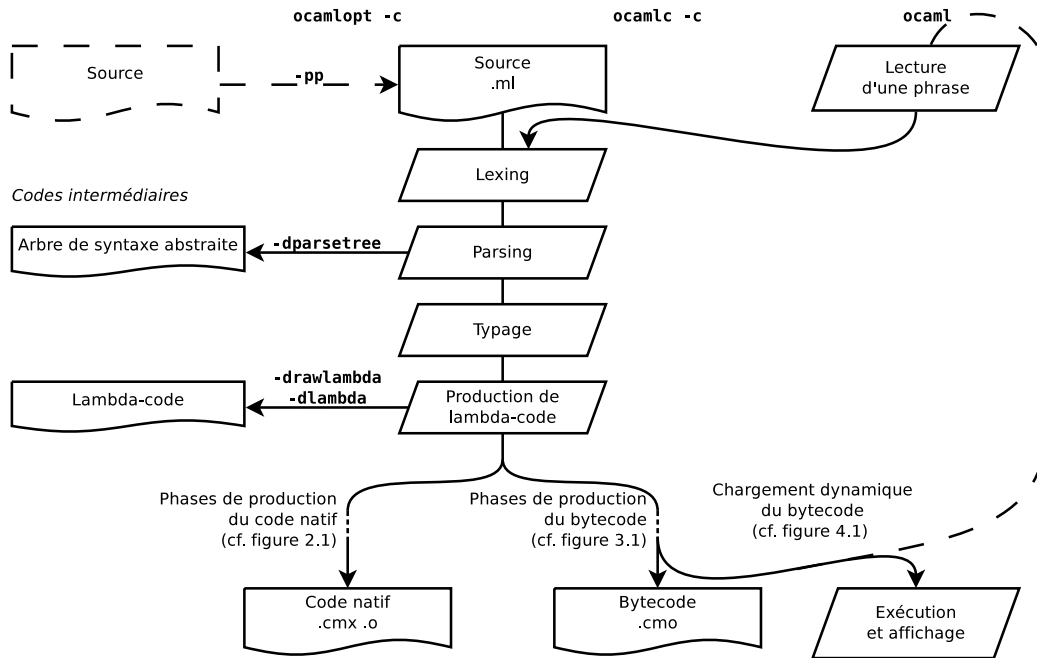 ocamlopt -c
ocamlc -c
ocaml
Source
-pp
Source
.ml
Lecture
d'une phrase
Lexing
Codes intermédiaires
Arbre de syntaxe abstraite
-dparsetree
Parsing
Typage
-drawlambda
-dlambda
Lambda-code
Production de
lambda-code
Phases de production
du code natif
(cf. figure 2.1)
Phases de production
du bytecode
(cf. figure 3.1)
Chargement dynamique
du bytecode
(cf. figure 4.1)
Code natif
.cmx .o
Bytecode
.cmo
Exécution
et affichage